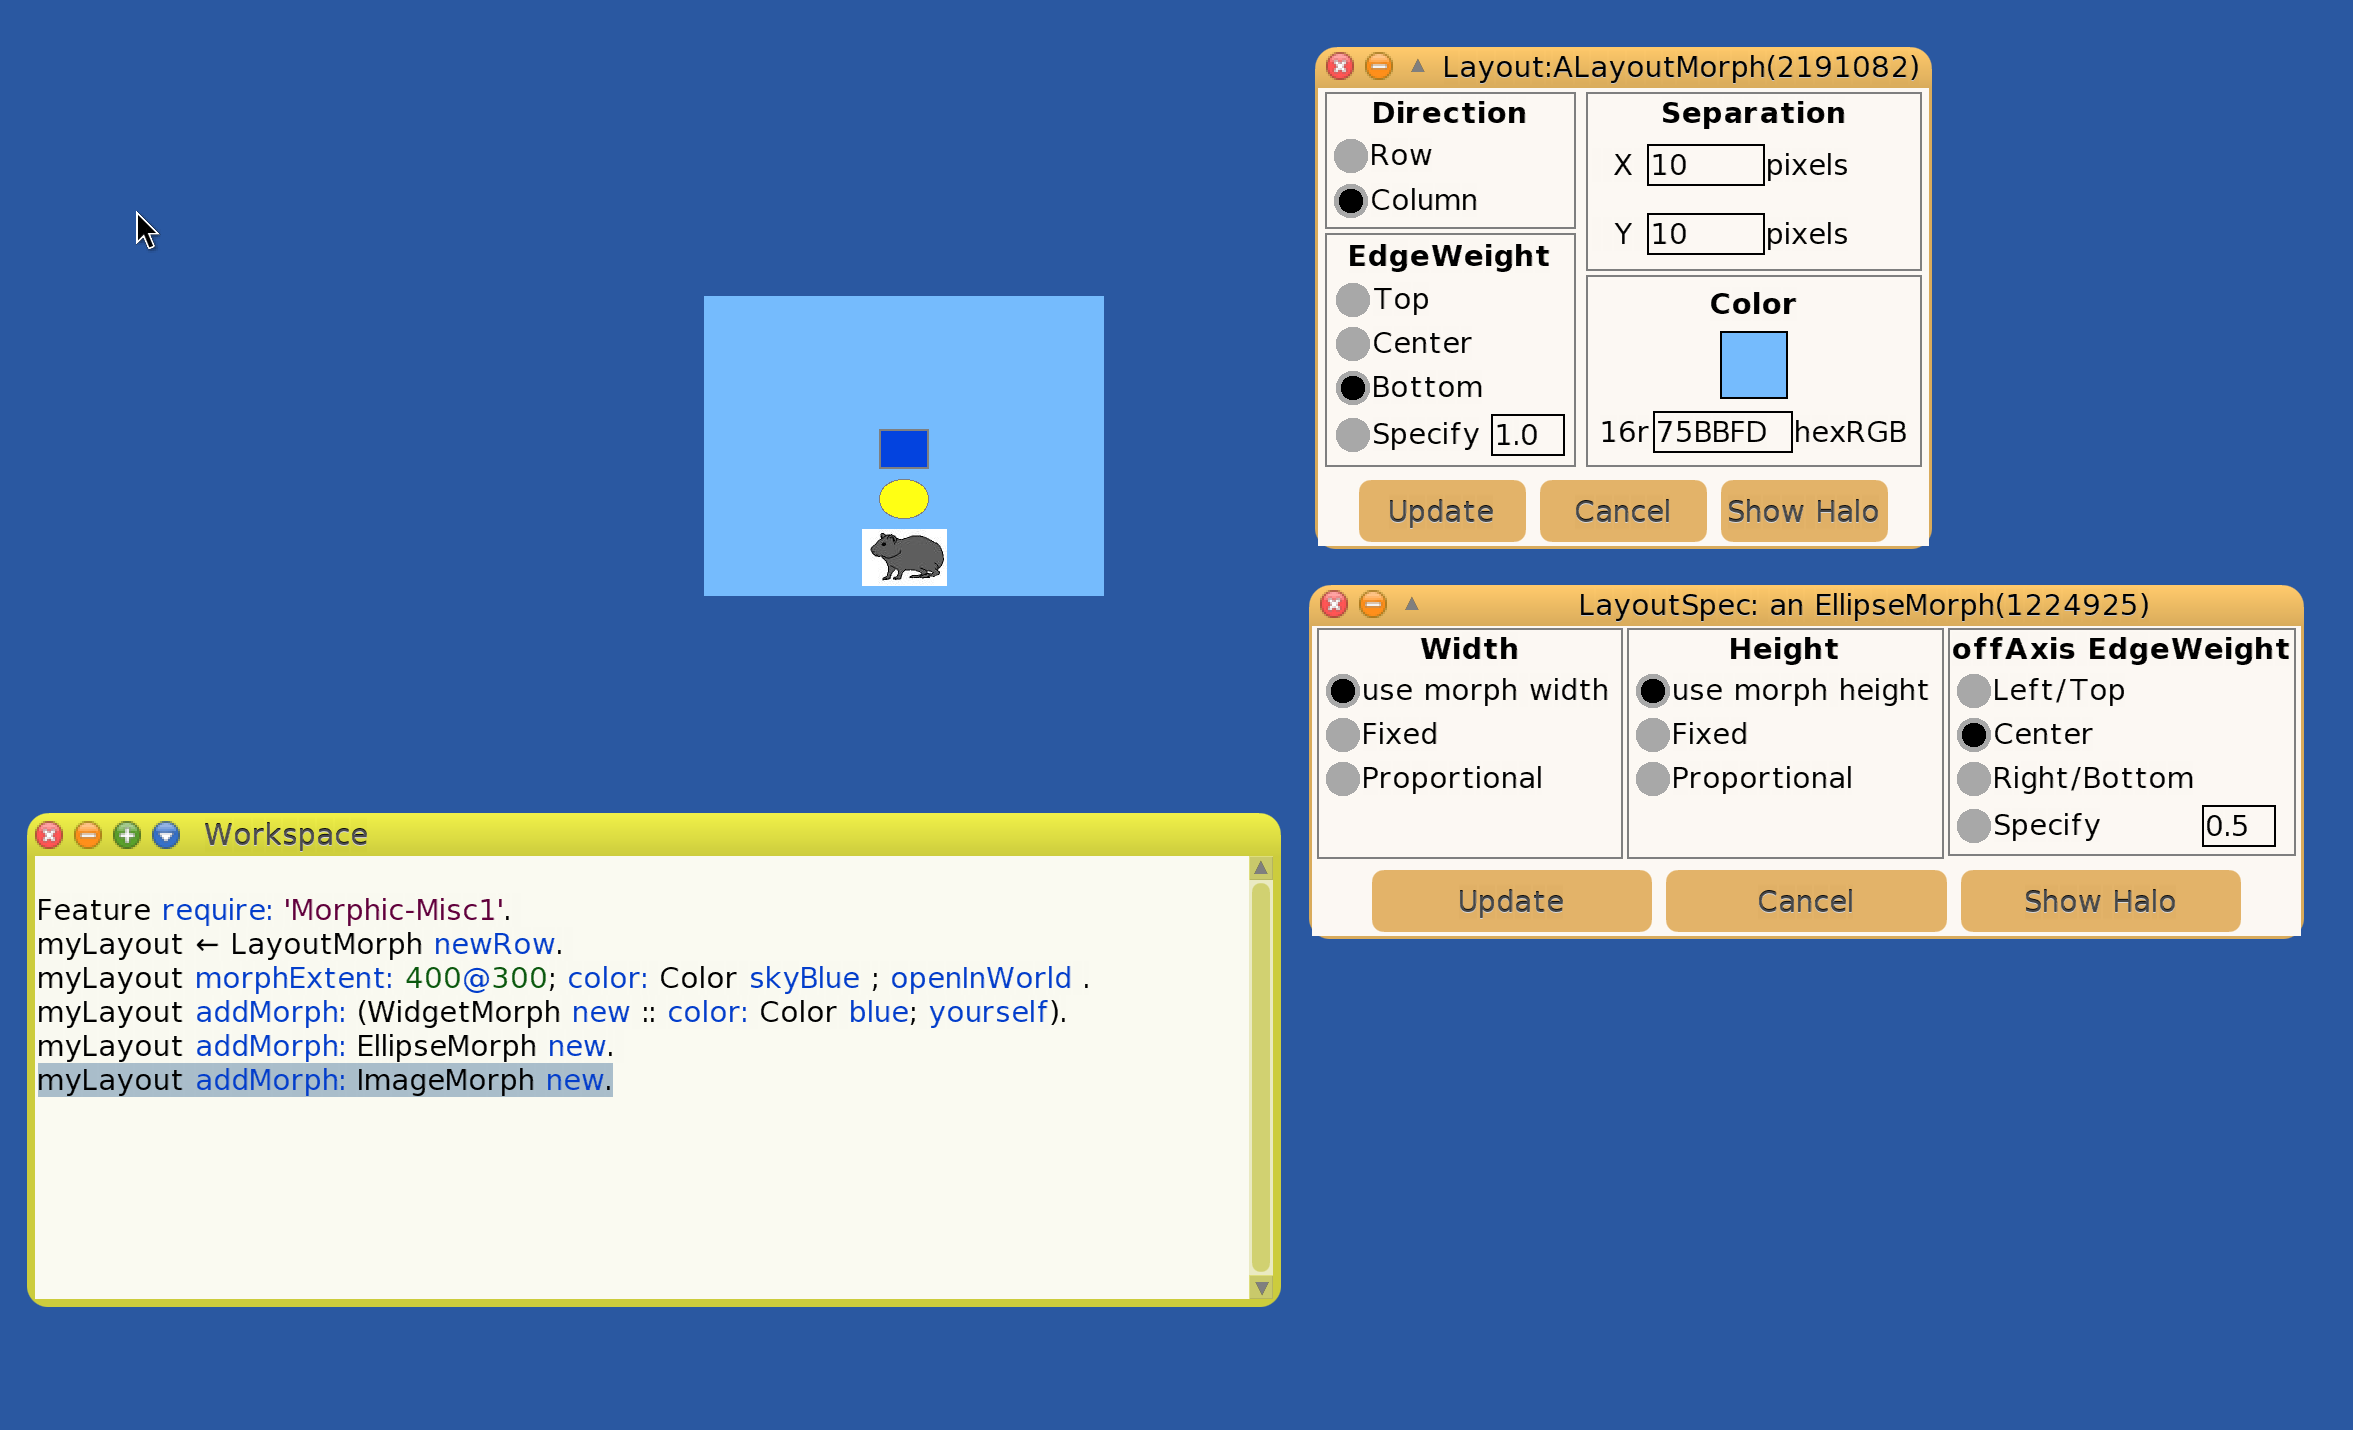 Layout:ALayoutMorph(2191082)
Direction
Row
Column
EdgeWeight
Top
Center
Bottom
Specify 1.0
Separation
X 10 pixels
Y 10 pixels
Color
16r 75BBFD hexRGB
Update Cancel Show Halo
LayoutSpec: an EllipseMorph(1224925)
Width
use morph width
Fixed
Proportional
Height
use morph height
Fixed
Proportional
offAxis EdgeWeight
Left/Top
Center
Right/Bottom
Specify 0.5
Update Cancel Show Halo
Workspace
Feature require: 'Morphic-Misc1'.
myLayout ← LayoutMorph newRow.
myLayout morphExtent: 400@300; color: Color skyBlue ; openInWorld .
myLayout addMorph: (WidgetMorph new :: color: Color blue; yourself).
myLayout addMorph: EllipseMorph new.
myLayout addMorph: ImageMorph new.